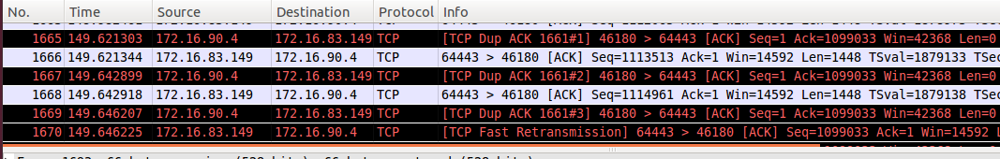 No. Time Source Destination Protocol Info
1665 149.621303 172.16.90.4 172.16.83.149 TCP [TCP Dup ACK 1661#1] 46180 > 64443 [ACK] Seq=1 Ack=1099033 Win=42368 Len=0
1666 149.621344 172.16.83.149 172.16.90.4 TCP 64443 > 46180 [ACK] Seq=1113513 Ack=1 Win=14592 Len=1448 TSval=1879133 TSec
1667 149.642899 172.16.90.4 172.16.83.149 TCP [TCP Dup ACK 1661#2] 46180 > 64443 [ACK] Seq=1 Ack=1099033 Win=42368 Len=0
1668 149.642918 172.16.83.149 172.16.90.4 TCP 64443 > 46180 [ACK] Seq=1114961 Ack=1 Win=14592 Len=1448 TSval=1879138 TSec
1669 149.646207 172.16.90.4 172.16.83.149 TCP [TCP Dup ACK 1661#3] 46180 > 64443 [ACK] Seq=1 Ack=1099033 Win=42368 Len=0
1670 149.646225 172.16.83.149 172.16.90.4 TCP [TCP Fast Retransmission] 64443 > 46180 [ACK] Seq=1099033 Ack=1 Win=14592 L